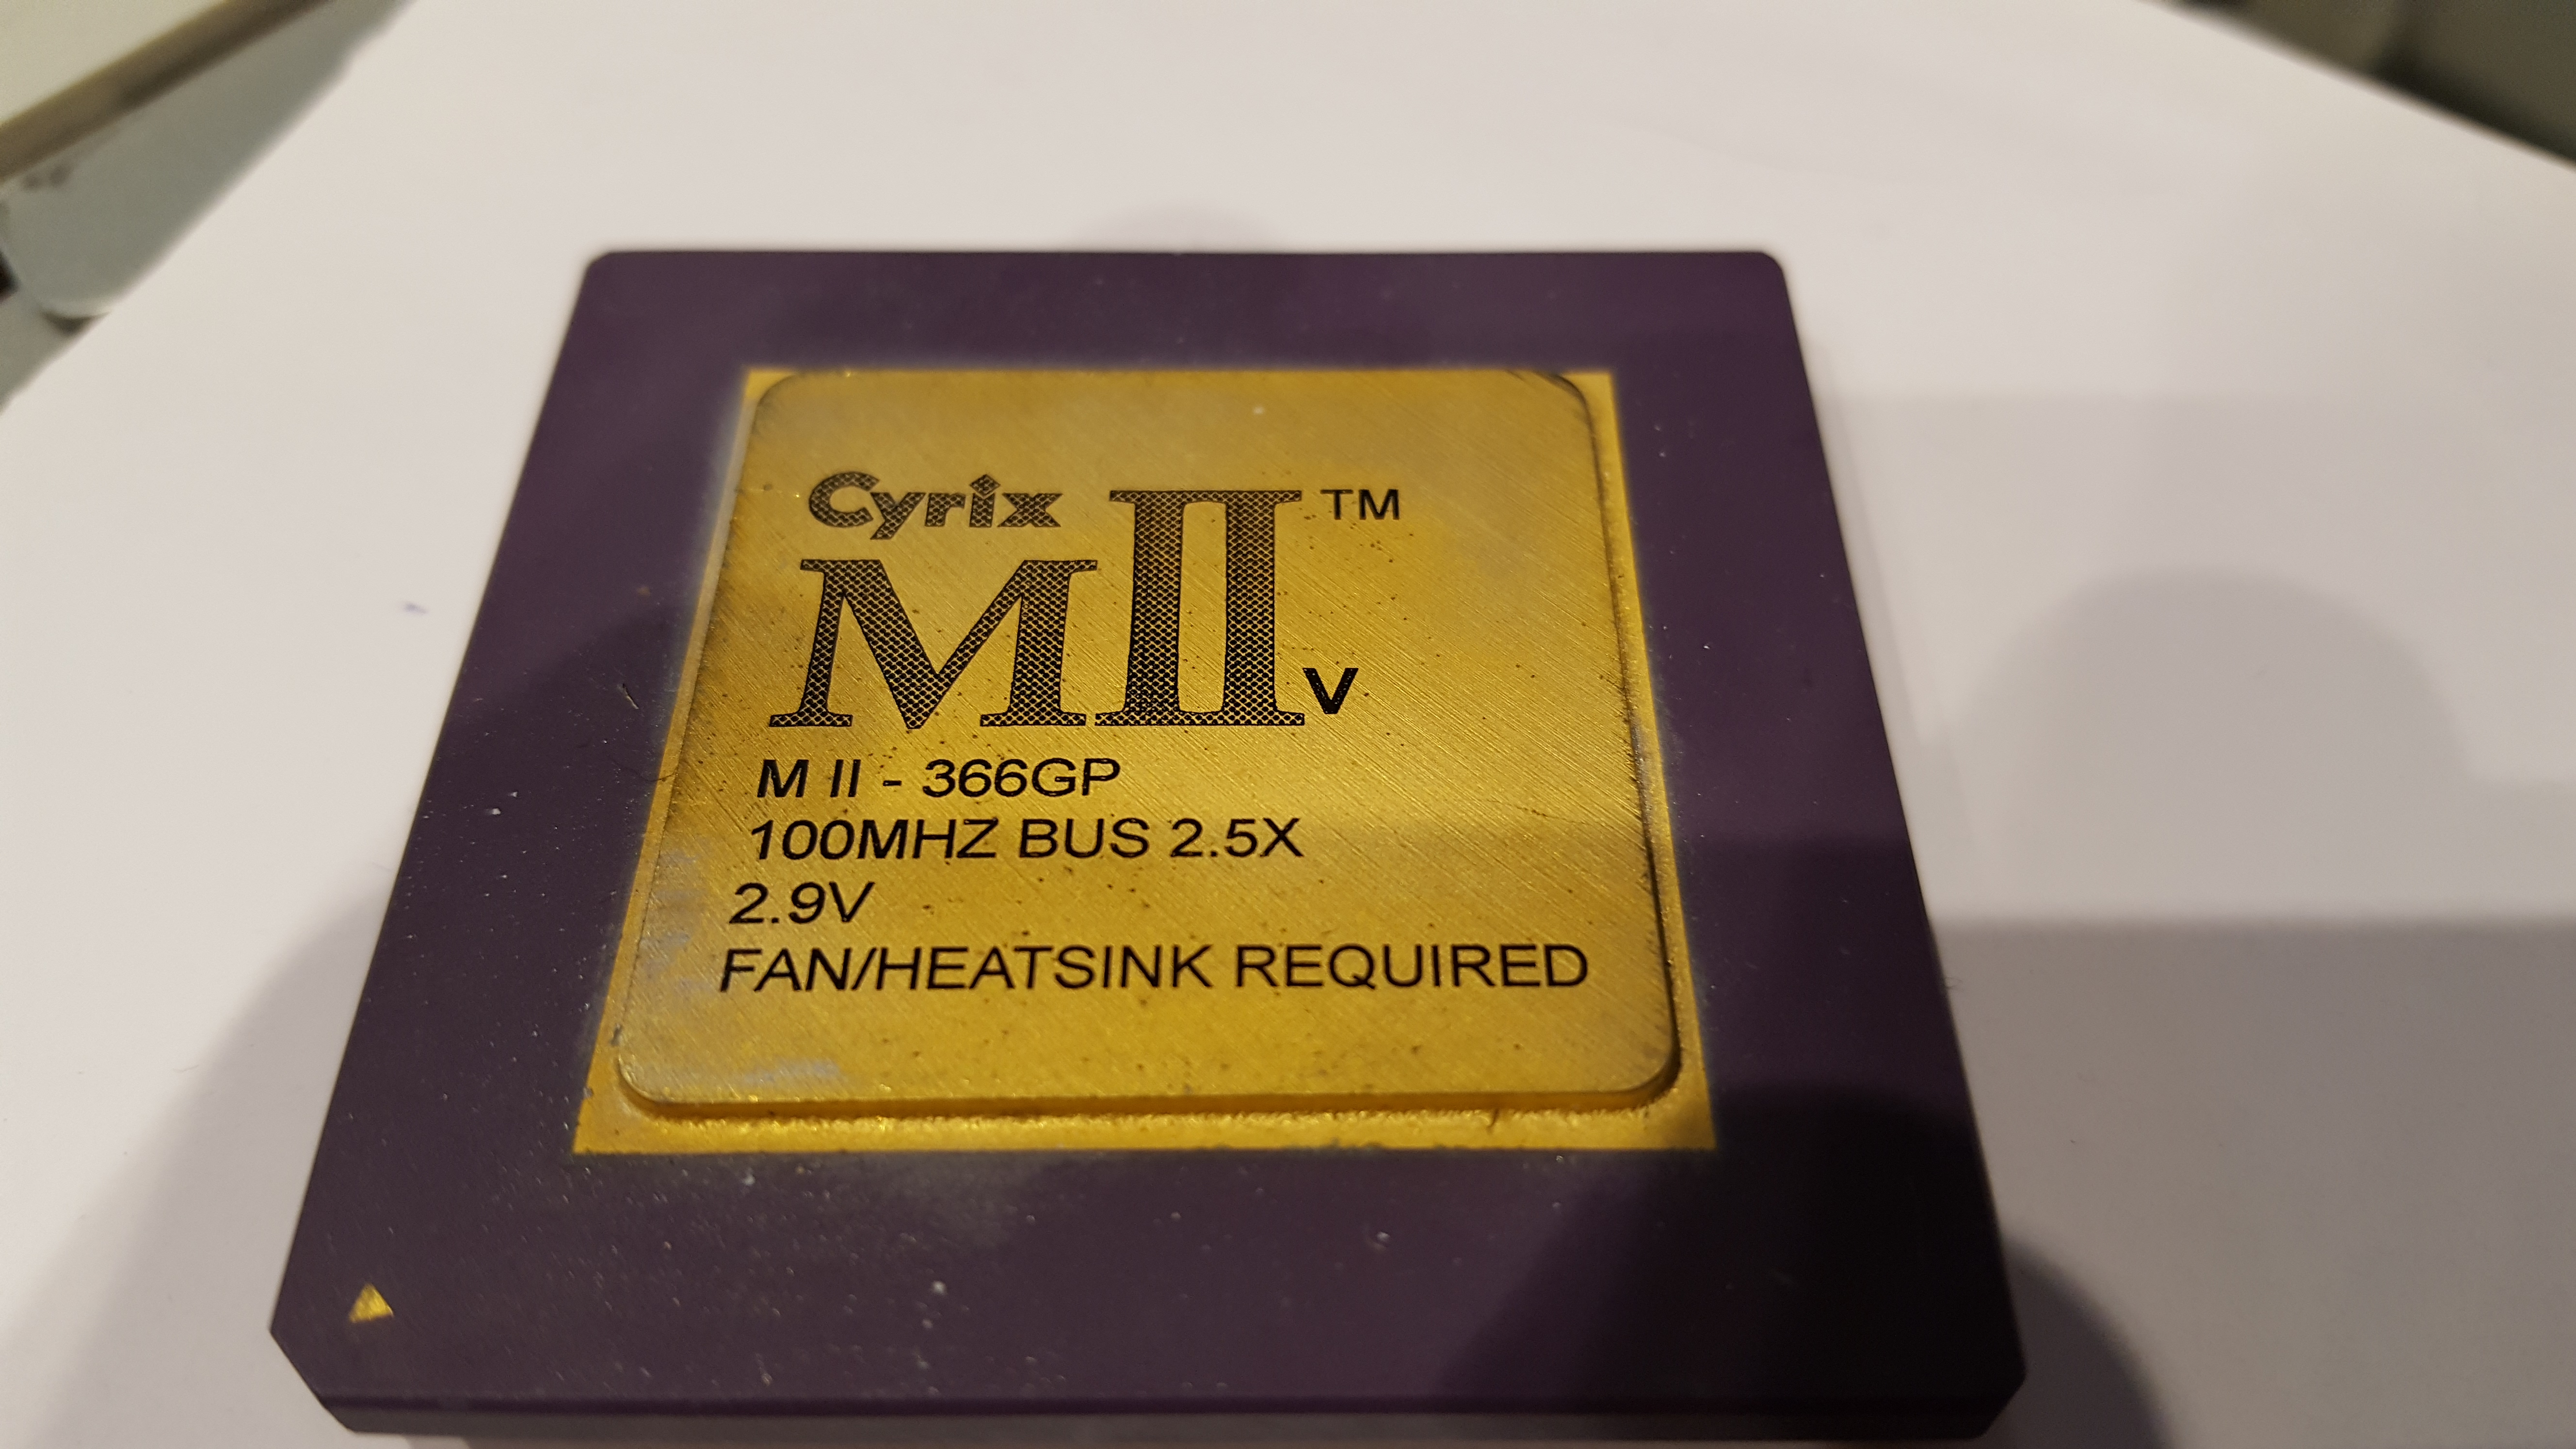 Cyrix
MII™
V
M II - 366GP
100MHZ BUS 2.5X
2.9V
FAN/HEATSINK REQUIRED